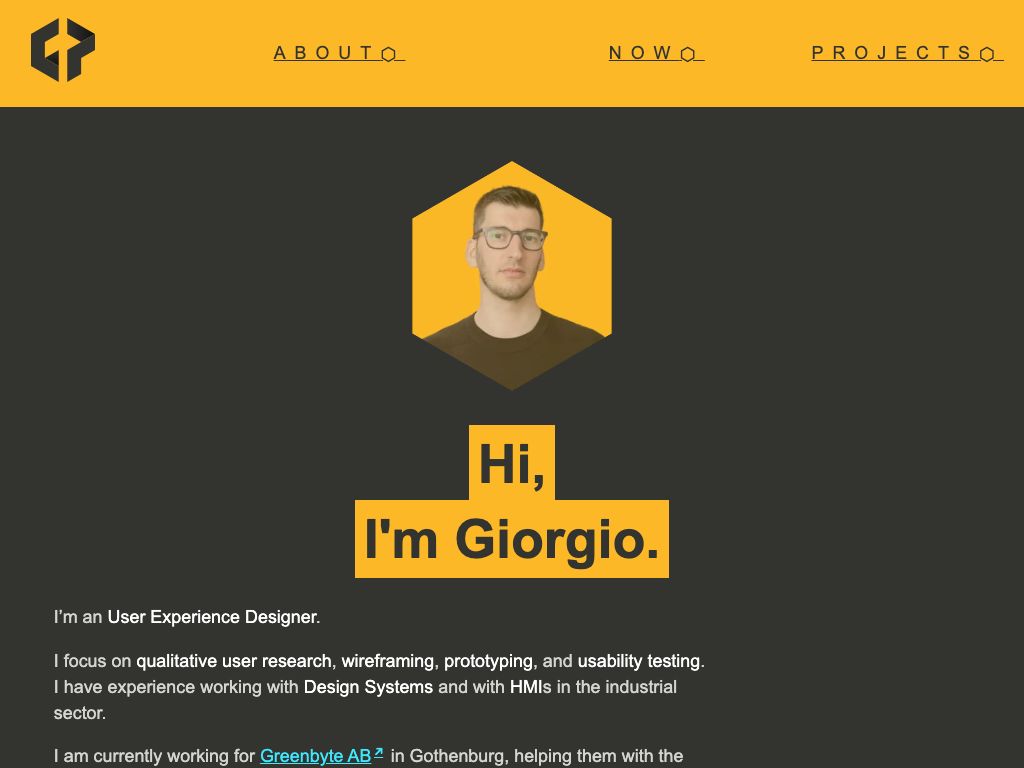 ABOUT
NOW
PROJECTS
Hi,
I'm Giorgio.
I’m an User Experience Designer.
I focus on qualitative user research, wireframing, prototyping, and usability testing.
I have experience working with Design Systems and with HMIs in the industrial
sector.
I am currently working for Greenbyte AB in Gothenburg, helping them with the